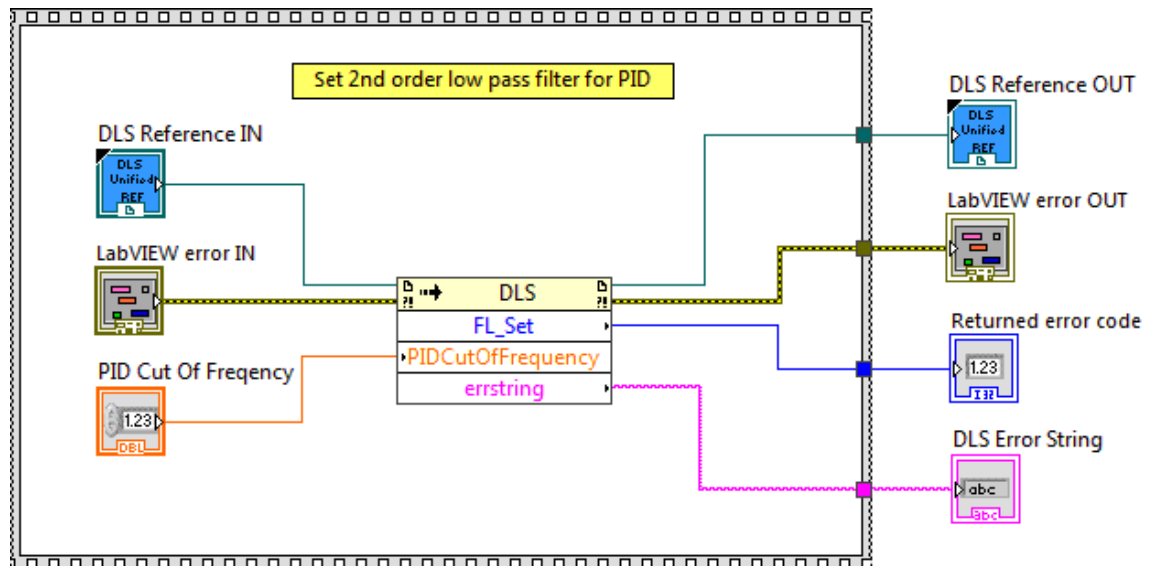 Set 2nd order low pass filter for PID
DLS Reference IN
DLS
Unified
REF
LabVIEW error IN
?!
DLS
?!
FL_Set
PIDCutOfFrequency
errstring
PID Cut Of Freqency
1.23
DBL
DLS Reference OUT
DLS
Unified
REF
LabVIEW error OUT
Returned error code
1.23
I32
DLS Error String
abc
abc